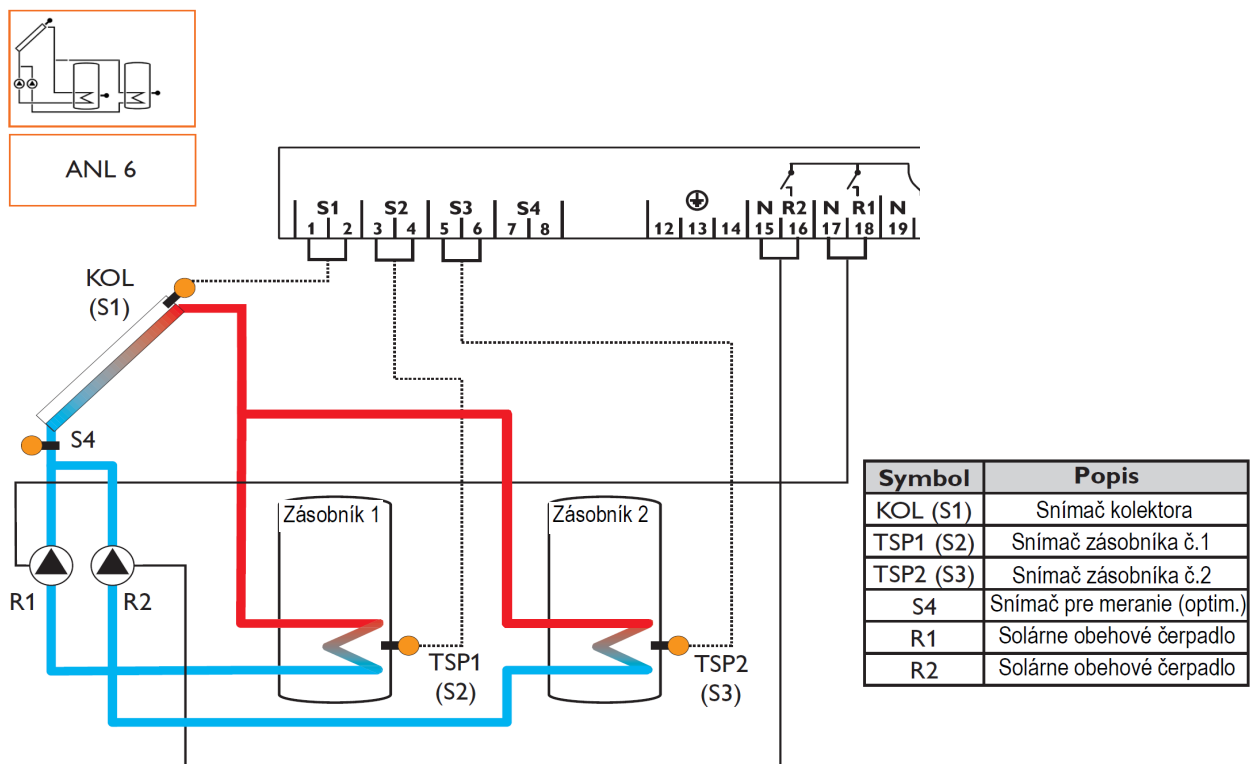 ANL 6
S1 S2 S3 S4 N R2 N R1 N
1 2 3 4 5 6 7 8 12 13 14 15 16 17 18 19
KOL
(S1)
S4
Zásobník 1
Zásobník 2
R1
R2
TSP1
(S2)
TSP2
(S3)
Symbol Popis
KOL (S1) Snímač kolektora
TSP1 (S2) Snímač zásobníka č.1
TSP2 (S3) Snímač zásobníka č.2
S4 Snímač pre meranie (optim.)
R1 Solárne obehové čerpadlo
R2 Solárne obehové čerpadlo